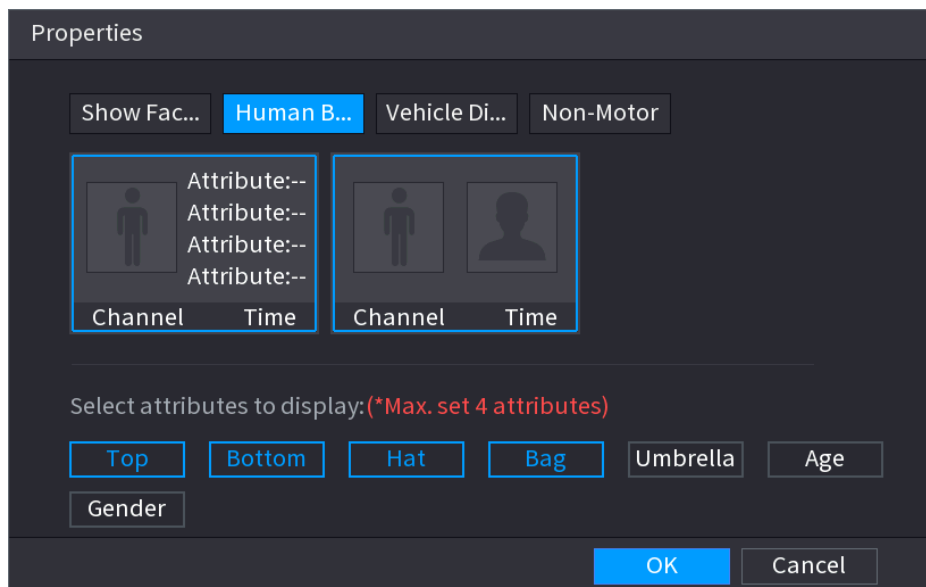 Properties
Show Fac... Human B... Vehicle Di... Non-Motor
Attribute:--
Attribute:--
Attribute:--
Attribute:--
Channel Time Channel Time
Select attributes to display:(*Max. set 4 attributes)
Top Bottom Hat Bag Umbrella Age
Gender
OK Cancel